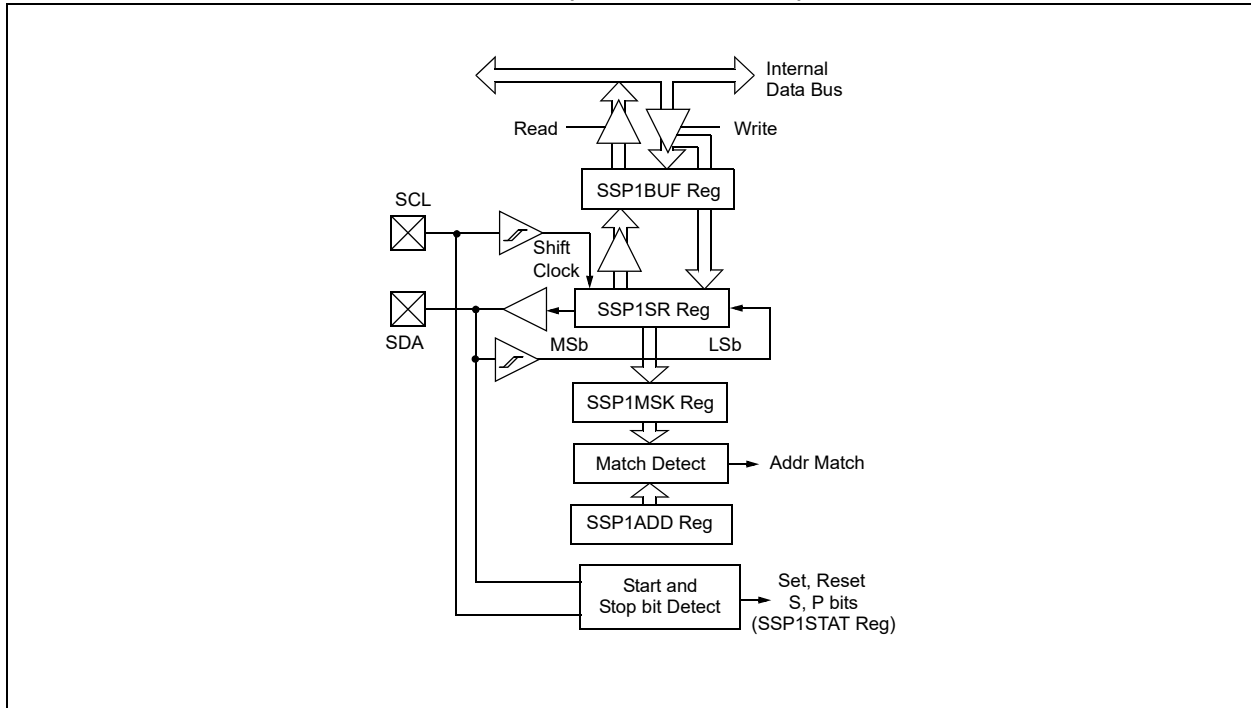 Internal
Data Bus
Read
Write
SSP1BUF Reg
SCL
Shift
Clock
SSP1SR Reg
SDA
MSb
LSb
SSP1MSK Reg
Match Detect
Addr Match
SSP1ADD Reg
Start and
Stop bit Detect
Set, Reset
S, P bits
(SSP1STAT Reg)